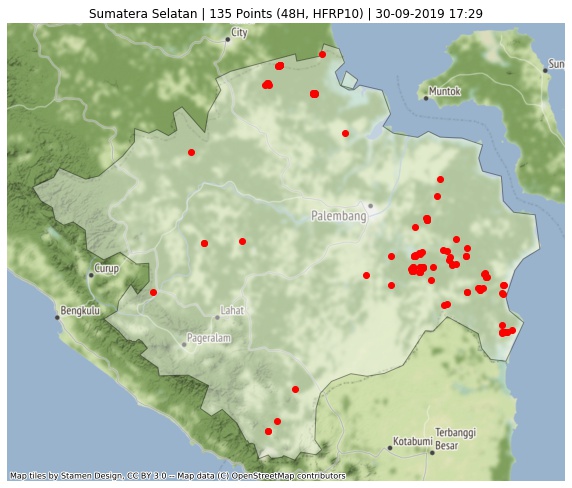 Sumatera Selatan | 135 Points (48H, HFRP10) | 30-09-2019 17:29
City
Sun
Muntok
Palembang
Curup
Bengkulu
Lahat
Pageralam
Terbanggi
Besar
Kotabumi
Map tiles by Stamen Design, CC BY 3.0 -- Map data (C) OpenStreetMap contributors